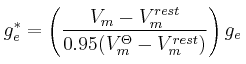 $g_e^* = \left( \frac{V_m - V_m^{rest}}{0.95(V_m^{\Theta} - V_m^{rest})} \right) g_e$